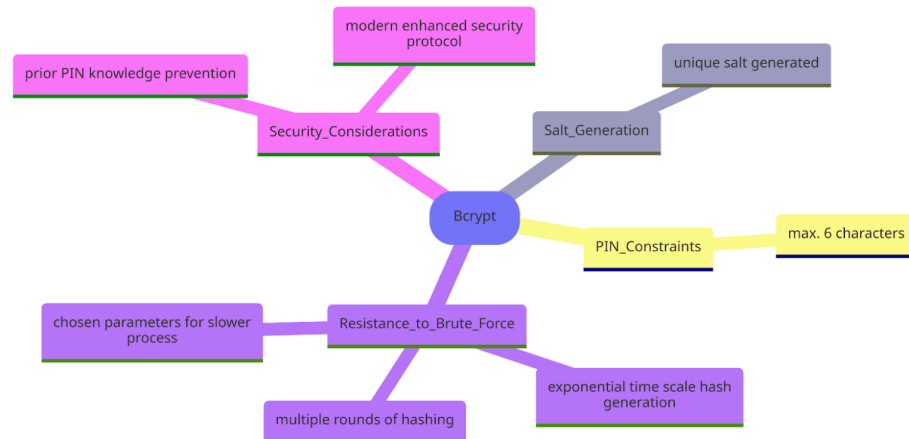 modern enhanced security
protocol
prior PIN knowledge prevention
unique salt generated
Security_Considerations
Salt_Generation
Bcrypt
PIN_Constraints
max. 6 characters
chosen parameters for slower
process
Resistance_to_Brute_Force
exponential time scale hash
generation
multiple rounds of hashing